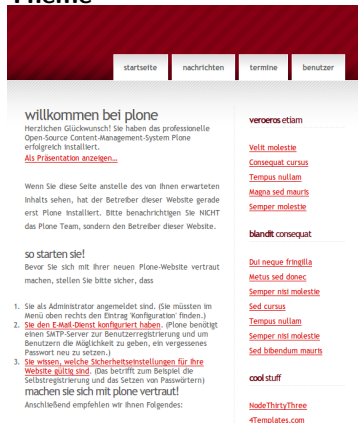 startseite nachrichten termine benutzer
willkommen bei plone
Herzlichen Glückwunsch! Sie haben das professionelle
Open-Source Content-Management-System Plone
erfolgreich installiert.
Als Präsentation anzeigen…
Wenn Sie diese Seite anstelle des von Ihnen erwarteten
Inhalts sehen, hat der Betreiber dieser Website gerade
erst Plone installiert. Bitte benachrichtigen Sie NICHT
das Plone Team, sondern den Betreiber dieser Website.
so starten sie!
Bevor Sie sich mit Ihrer neuen Plone-Website vertraut
machen, stellen Sie bitte sicher, dass
1. Sie als Administrator angemeldet sind. (Sie müssten im
Menü oben rechts den Eintrag 'Konfiguration' finden.)
2. Sie den E-Mail-Dienst konfiguriert haben. (Plone benötigt
einen SMTP-Server zur Benutzerregistrierung und um
Benutzern die Möglichkeit zu geben, ein vergessenes
Passwort neu zu setzen.)
3. Sie wissen, welche Sicherheitseinstellungen für Ihre
Website gültig sind. (Das betrifft zum Beispiel die
Selbstregistrierung und das Setzen von Passwörtern)
machen sie sich mit plone vertraut!
Anschließend empfehlen wir Ihnen Folgendes:
veroeros etiam
Velit molestie
Consequat cursus
Tempus nullam
Magna sed mauris
Semper molestie
blandit consequat
Dui neque fringilla
Metus sed donec
Semper nisi molestie
Sed cursus
Tempus nullam
Semper nisi molestie
Sed bibendum mauris
cool stuff
NodeThirtyThree
4Templates.com